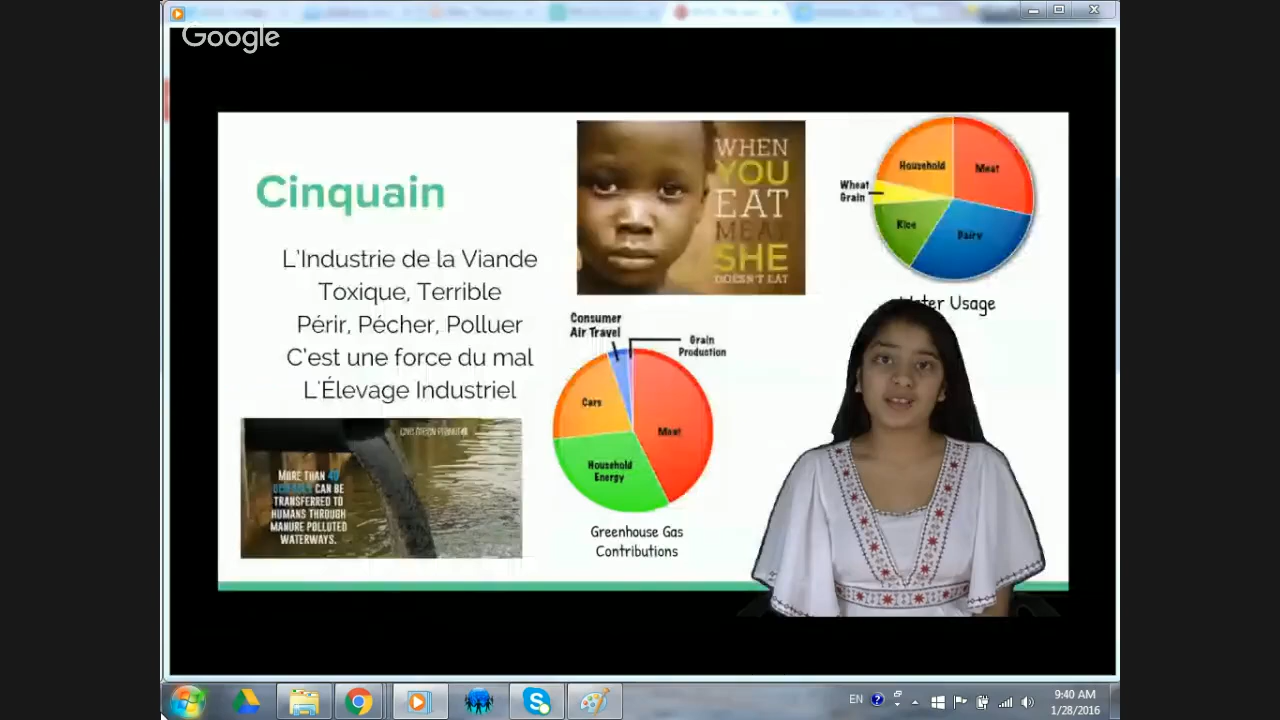 Google
Cinquain
L'Industrie de la Viande
Toxique, Terrible
Périr, Pécher, Polluer
C'est une force du mal
L'Élevage Industriel
WHEN
YOU
EAT
MEAT
SHE
DOESN'T EAT
Household
Meat
Wheat
Grain
Rice
Dairy
Water Usage
Consumer
Air Travel
Grain
Production
Cars
Meat
Household
Energy
Greenhouse Gas
Contributions
MORE THAN 40
DISEASES CAN BE
TRANSFERRED TO
HUMANS THROUGH
MANURE POLLUTED
WATERWAYS.
EN
9:40 AM
1/28/2016